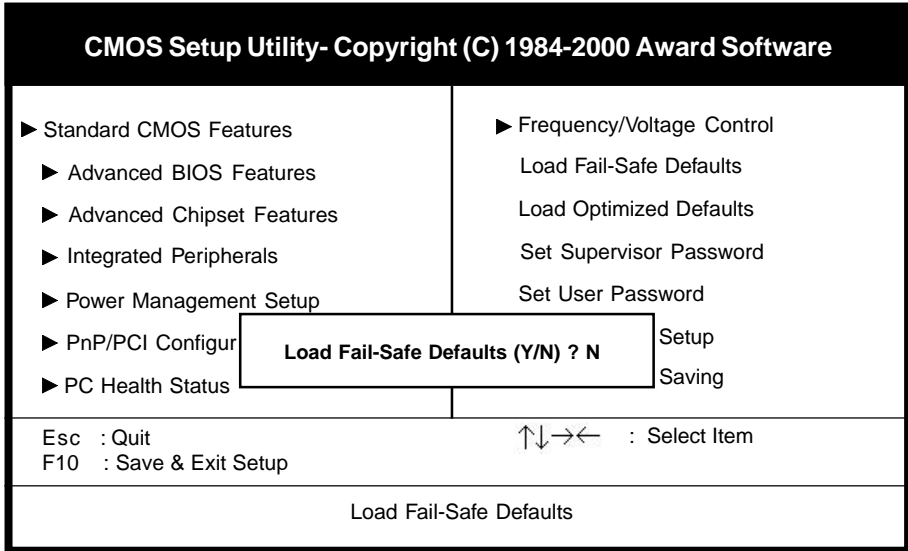 CMOS Setup Utility- Copyright (C) 1984-2000 Award Software
▶ Standard CMOS Features
▶ Advanced BIOS Features
▶ Advanced Chipset Features
▶ Integrated Peripherals
▶ Power Management Setup
▶ PnP/PCI Configur
▶ PC Health Status
▶ Frequency/Voltage Control
Load Fail-Safe Defaults
Load Optimized Defaults
Set Supervisor Password
Set User Password
Setup
Saving
Load Fail-Safe Defaults (Y/N) ? N
Esc : Quit
F10 : Save & Exit Setup
↑↓→← : Select Item
Load Fail-Safe Defaults